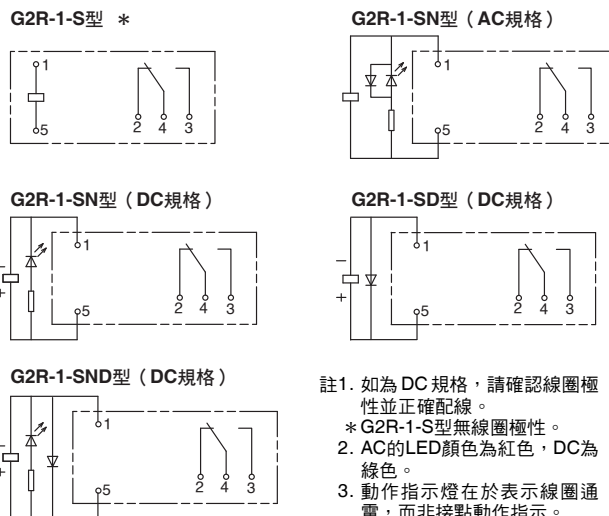 G2R-1-S型 ＊
1
5
2 4 3
G2R-1-SN型（AC規格）
1
5
2 4 3
G2R-1-SN型（DC規格）
−
+
1
5
2 4 3
G2R-1-SD型（DC規格）
−
+
1
5
2 4 3
G2R-1-SND型（DC規格）
−
+
1
5
2 4 3
註1. 如為 DC 規格，請確認線圈極
性並正確配線。
＊G2R-1-S型無線圈極性。
2. AC的LED顏色為紅色，DC為
綠色。
3. 動作指示燈在於表示線圈通
電，而非接點動作指示。